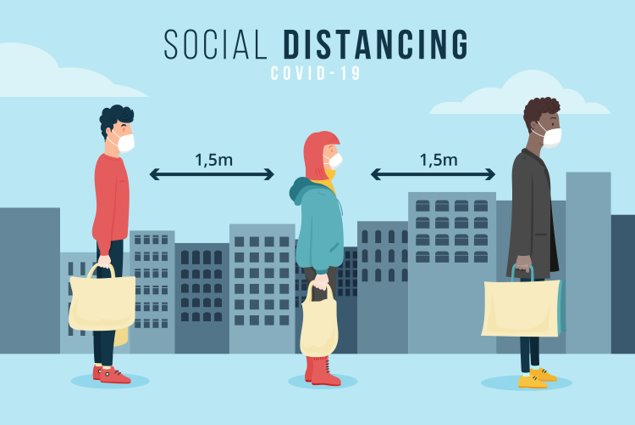 SOCIAL DISTANCING
COVID-19
1,5m
1,5m